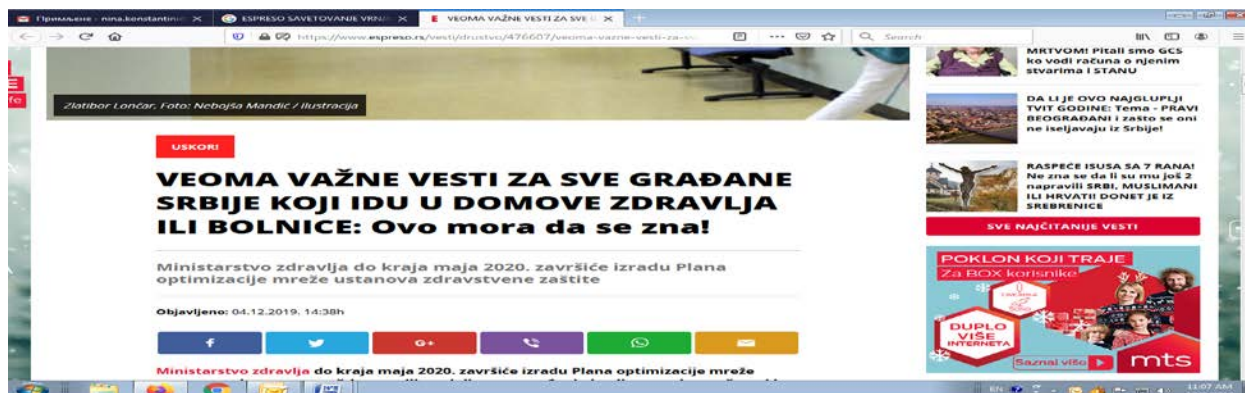 Примљене - nina.konstantini
ESPRESO SAVETOVANJE VRNJ
VEOMA VAŽNE VESTI ZA SVE
https://www.espreso.rs/vesti/drustvo/476607/veoma-vazne-vesti-za-sv
Search
Zlatibor Lončar, Foto: Nebojša Mandić / Ilustracija
USKORI
VEOMA VAŽNE VESTI ZA SVE GRAĐANE
SRBIJE KOJI IDU U DOMOVE ZDRAVLJA
ILI BOLNICE: Ovo mora da se zna!
Ministarstvo zdravlja do kraja maja 2020. završiće izradu Plana
optimizacije mreže ustanova zdravstvene zaštite
Objavljeno: 04.12.2019. 14:38h
G+
Ministarstvo zdravlja do kraja maja 2020. završiće izradu Plana optimizacije mreže
MRTVOM! Pitali smo GCS
ko vodi računa o njenim
stvarima I STANU
DA LI JE OVO NAJGLUPLJI
TVIT GODINE: Tema - PRAVI
BEOGRAĐANI i zašto se oni
ne iseljavaju iz Srbije!
RASPEĆE ISUSA SA 7 RANA!
Ne zna se da li su mu još 2
napravili SRBI, MUSLIMANI
ILI HRVATI! DONET JE IZ
SREBRENICE
SVE NAJČITANIJE VESTI
POKLON KOJI TRAJE
Za BOX korisnike
DUPLO
VIŠE
INTERNETA
Saznaj više
mts
EN
11:07 AM